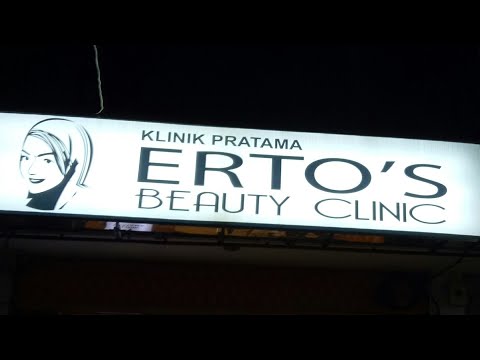 KLINIK PRATAMA
ERTO'S
BEAUTY CLINIC